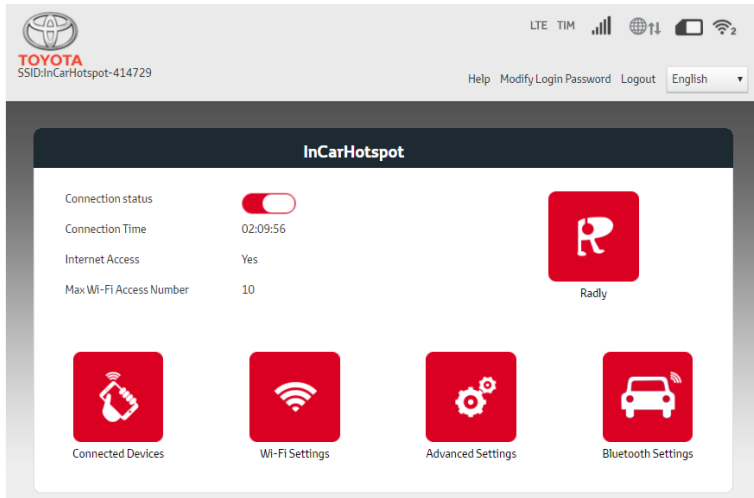 LTE TIM
2
TOYOTA
SSID:InCarHotspot-414729
Help Modify Login Password Logout English
InCarHotspot
Connection status
Connection Time 02:09:56
Internet Access Yes
Max Wi-Fi Access Number 10
R
Radly
Connected Devices Wi-Fi Settings Advanced Settings Bluetooth Settings